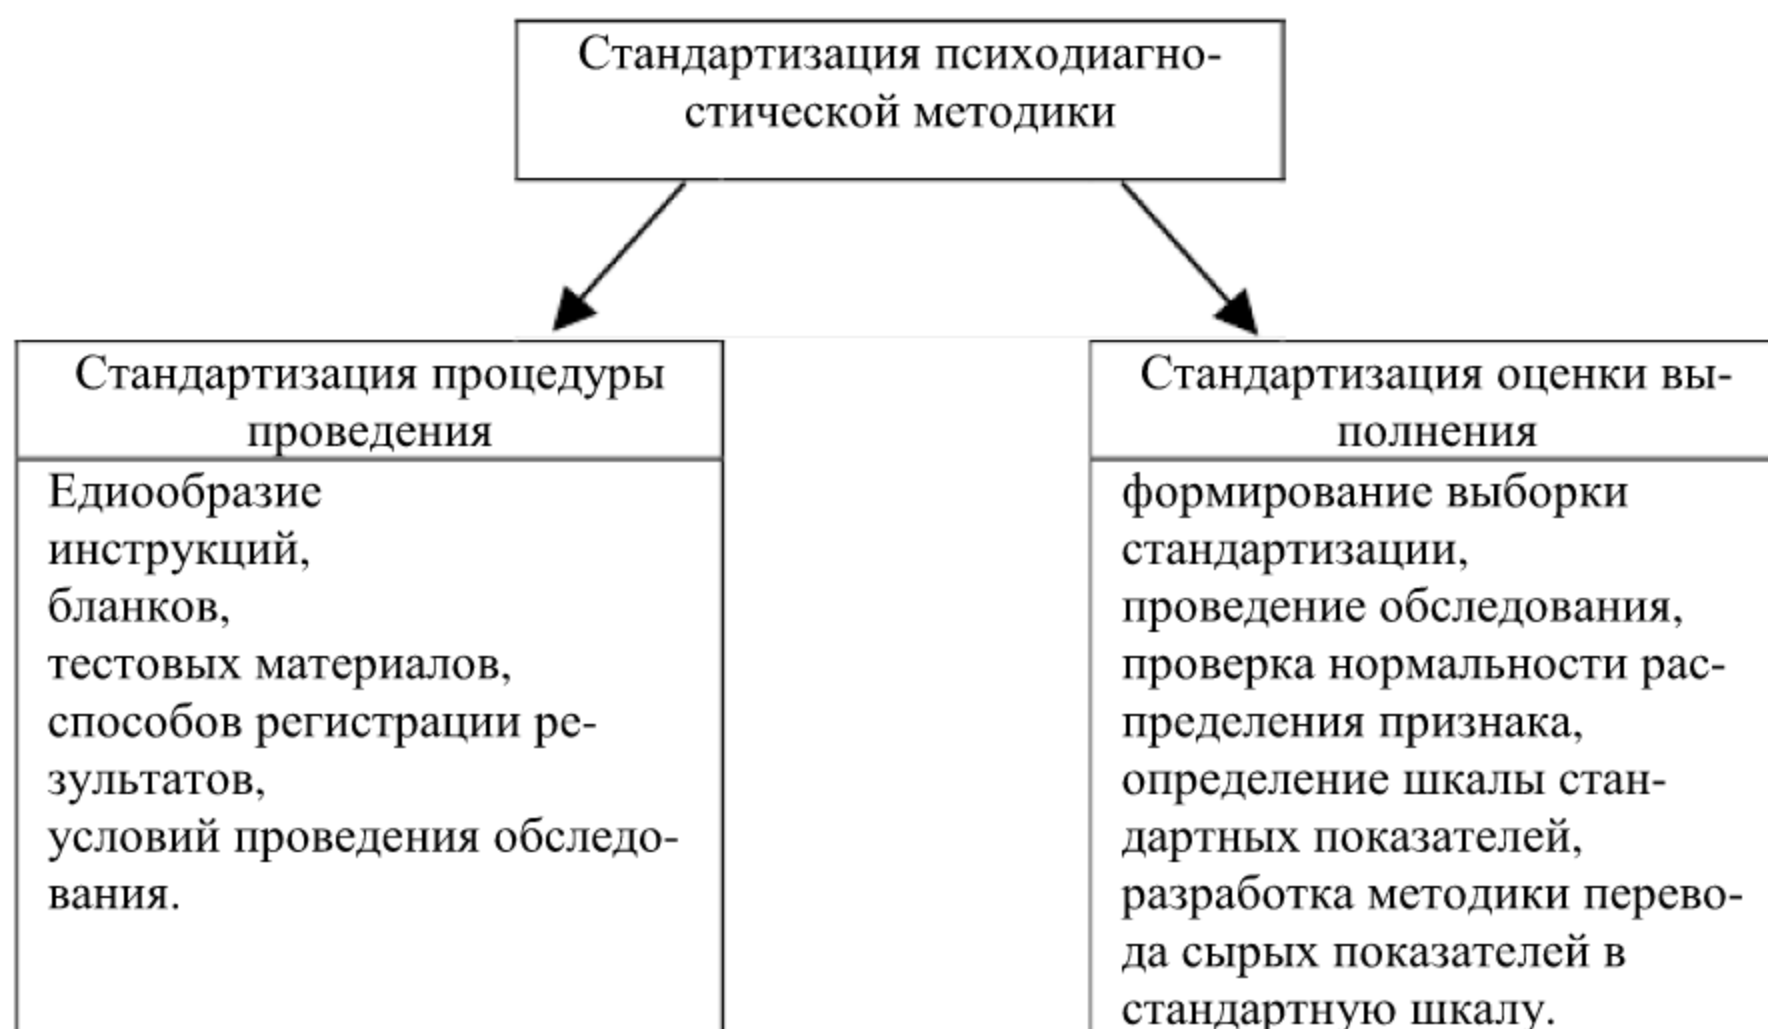 Стандартизация психодиагно-
стической методики
Стандартизация процедуры
проведения
Едиообразие
инструкций,
бланков,
тестовых материалов,
способов регистрации ре-
зультатов,
условий проведения обследо-
вания.
Стандартизация оценки вы-
полнения
формирование выборки
стандартизации,
проведение обследования,
проверка нормальности рас-
пределения признака,
определение шкалы стан-
дартных показателей,
разработка методики перево-
да сырых показателей в
стандартную шкалу.